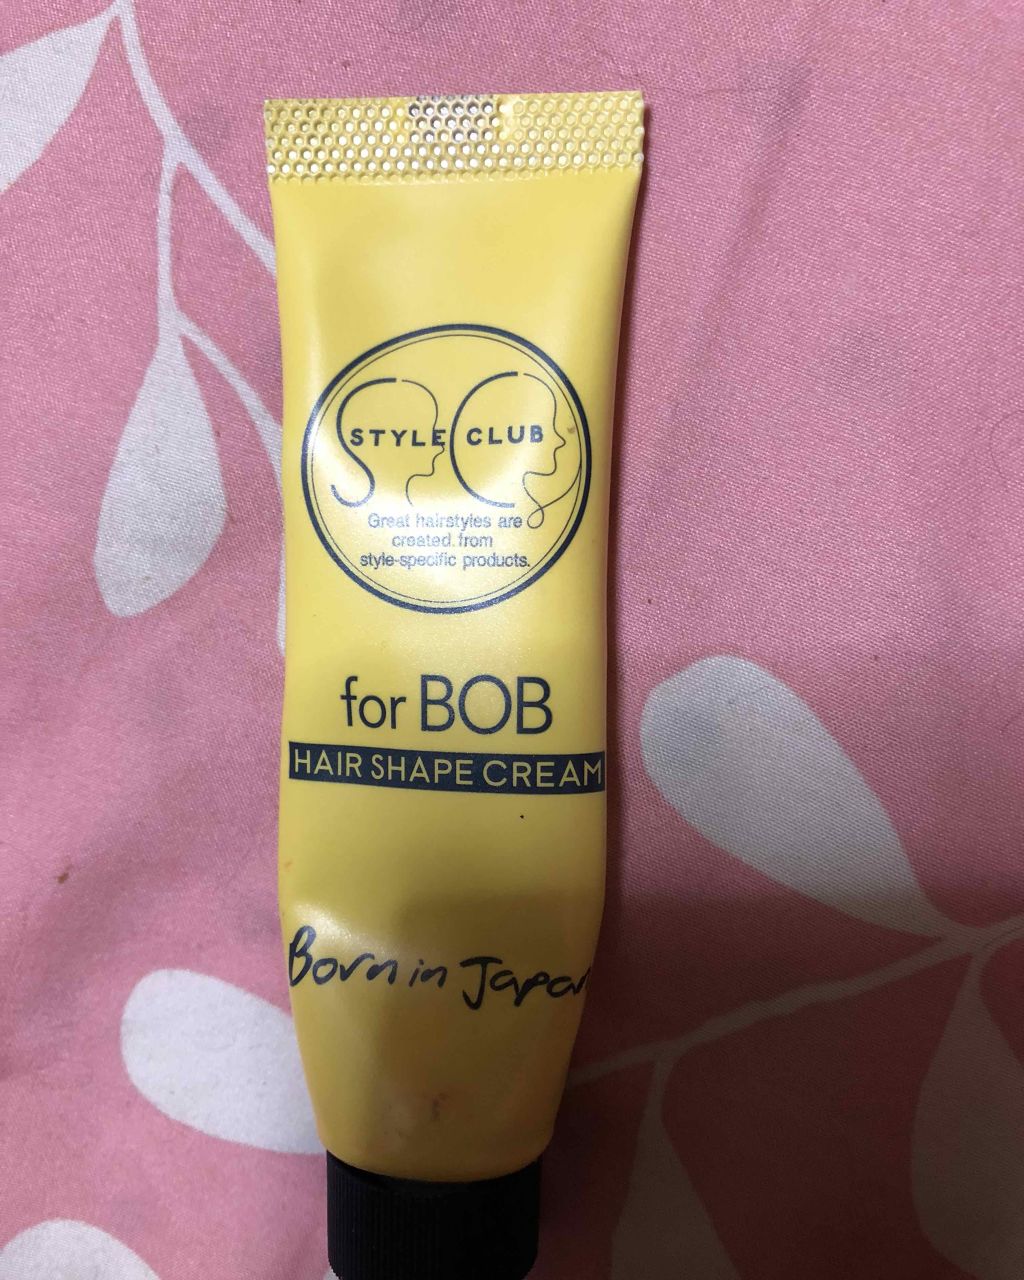 STYLE CLUB
Great hairstyles are
created from
style-specific products.
for BOB
HAIR SHAPE CREAM
Born in Japan